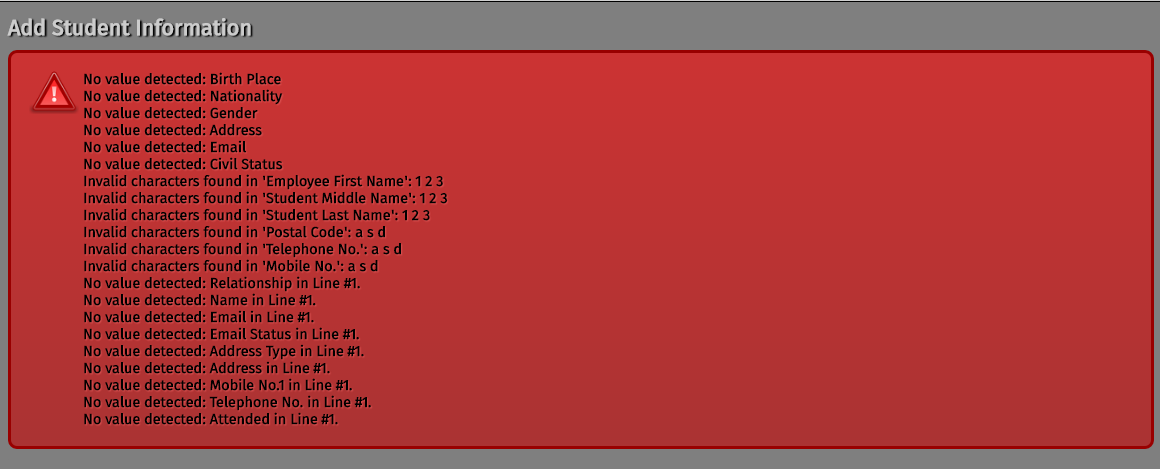 Add Student Information
No value detected: Birth Place
No value detected: Nationality
No value detected: Gender
No value detected: Address
No value detected: Email
No value detected: Civil Status
Invalid characters found in 'Employee First Name': 1 2 3
Invalid characters found in 'Student Middle Name': 1 2 3
Invalid characters found in 'Student Last Name': 1 2 3
Invalid characters found in 'Postal Code': a s d
Invalid characters found in 'Telephone No.': a s d
Invalid characters found in 'Mobile No.': a s d
No value detected: Relationship in Line #1.
No value detected: Name in Line #1.
No value detected: Email in Line #1.
No value detected: Email Status in Line #1.
No value detected: Address Type in Line #1.
No value detected: Address in Line #1.
No value detected: Mobile No.1 in Line #1.
No value detected: Telephone No. in Line #1.
No value detected: Attended in Line #1.